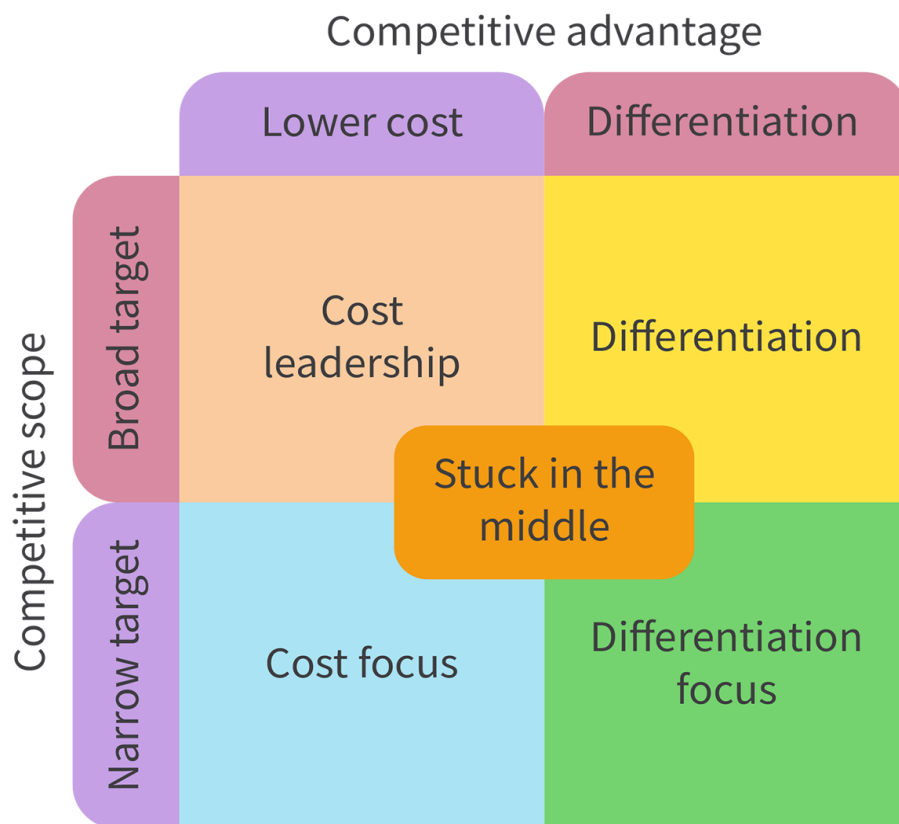 Competitive advantage
Lower cost
Differentiation
Competitive scope
Broad target
Cost
leadership
Differentiation
Stuck in the
middle
Narrow target
Cost focus
Differentiation
focus